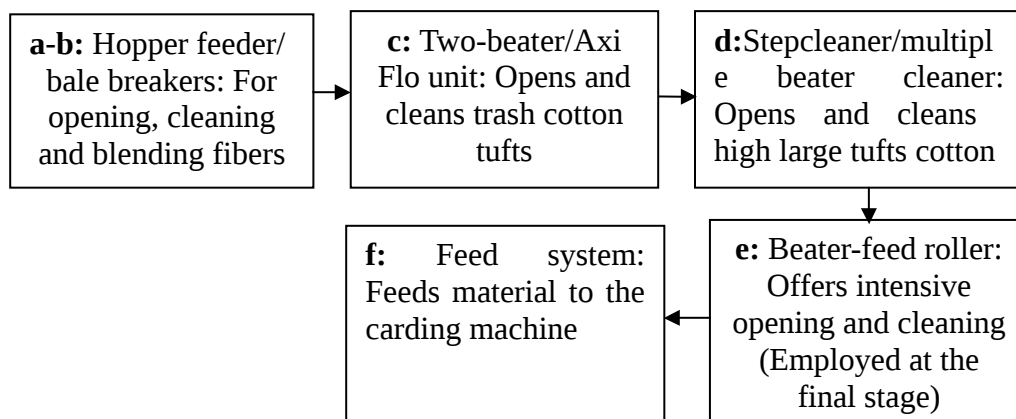 a-b: Hopper feeder/
bale breakers: For
opening, cleaning
and blending fibers
c: Two-beater/Axi
Flo unit: Opens and
cleans trash cotton
tufts
d:Stepcleaner/multipl
e beater cleaner:
Opens and cleans
high large tufts cotton
e: Beater-feed roller:
Offers intensive
opening and cleaning
(Employed at the
final stage)
f: Feed system:
Feeds material to the
carding machine